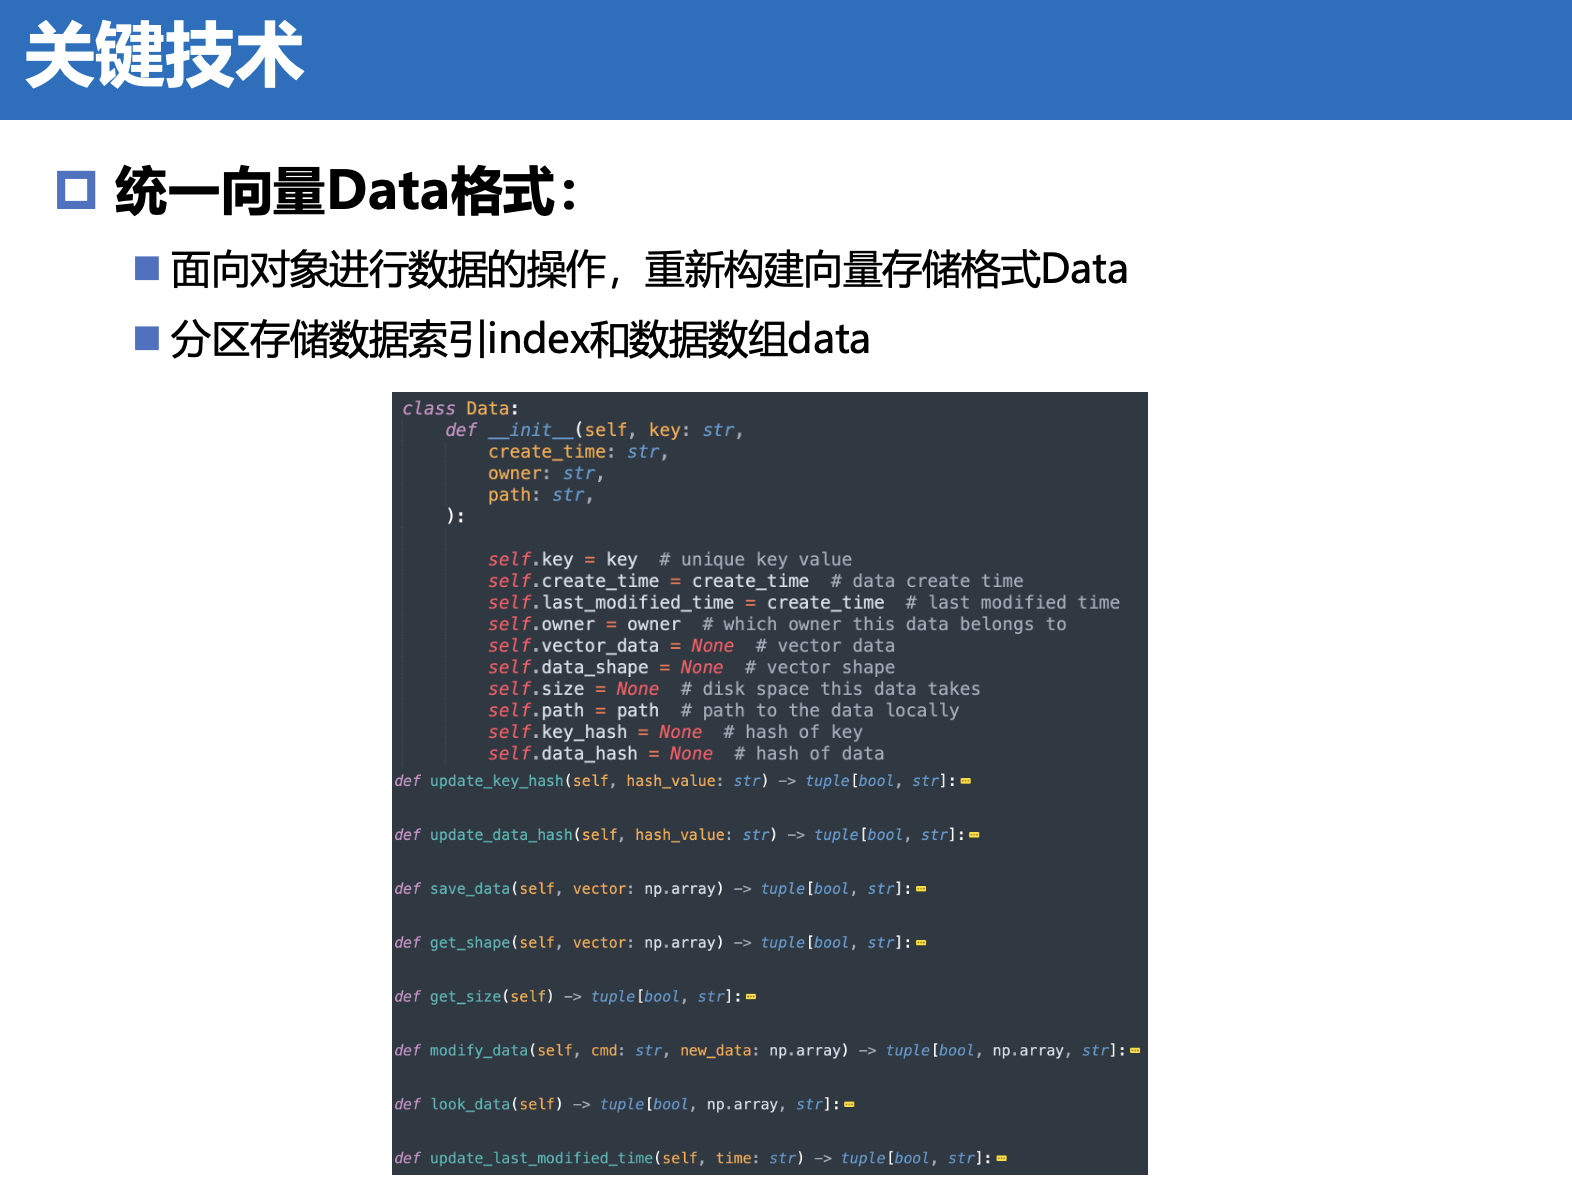 关键技术
统一向量Data格式：
面向对象进行数据的操作，重新构建向量存储格式Data
分区存储数据索引index和数据数组data
class Data:
def __init__(self, key: str,
create_time: str,
owner: str,
path: str,
):
self.key = key  # unique key value
self.create_time = create_time  # data create time
self.last_modified_time = create_time  # last modified time
self.owner = owner  # which owner this data belongs to
self.vector_data = None  # vector data
self.data_shape = None  # vector shape
self.size = None  # disk space this data takes
self.path = path  # path to the data locally
self.key_hash = None  # hash of key
self.data_hash = None  # hash of data
def update_key_hash(self, hash_value: str) -> tuple[bool, str]:
def update_data_hash(self, hash_value: str) -> tuple[bool, str]:
def save_data(self, vector: np.array) -> tuple[bool, str]:
def get_shape(self, vector: np.array) -> tuple[bool, str]:
def get_size(self) -> tuple[bool, str]:
def modify_data(self, cmd: str, new_data: np.array) -> tuple[bool, np.array, str]:
def look_data(self) -> tuple[bool, np.array, str]:
def update_last_modified_time(self, time: str) -> tuple[bool, str]: